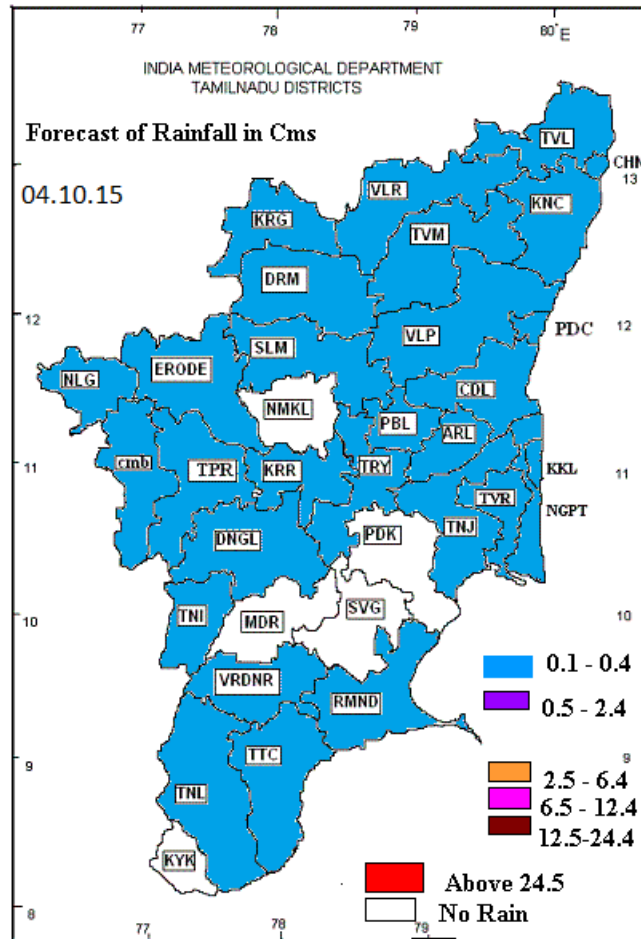 77 78 79 80° E
11
INDIA METEOROLOGICAL DEPARTMENT
TAMILNADU DISTRICTS
Forecast of Rainfall in Cms
TVL
CHN
13
04.10.15
VLR
KNC
KRG
TVM
DRM
12
12
PDC
VLP
SLM
ERODE
NLG
CDL
NMKL
PBL
ARL
cmb
TPR
KRR
TRY
KKL
11
11
TVR
NGPT
PDK
TNJ
DNGL
10
TNI
MDR
SVG
10
0.1 - 0.4
VRDNR
RMND
0.5 - 2.4
TTC
9
9
2.5 - 6.4
TNL
6.5 - 12.4
12.5-24.4
KYK
Above 24.5
No Rain
8
77 78 79